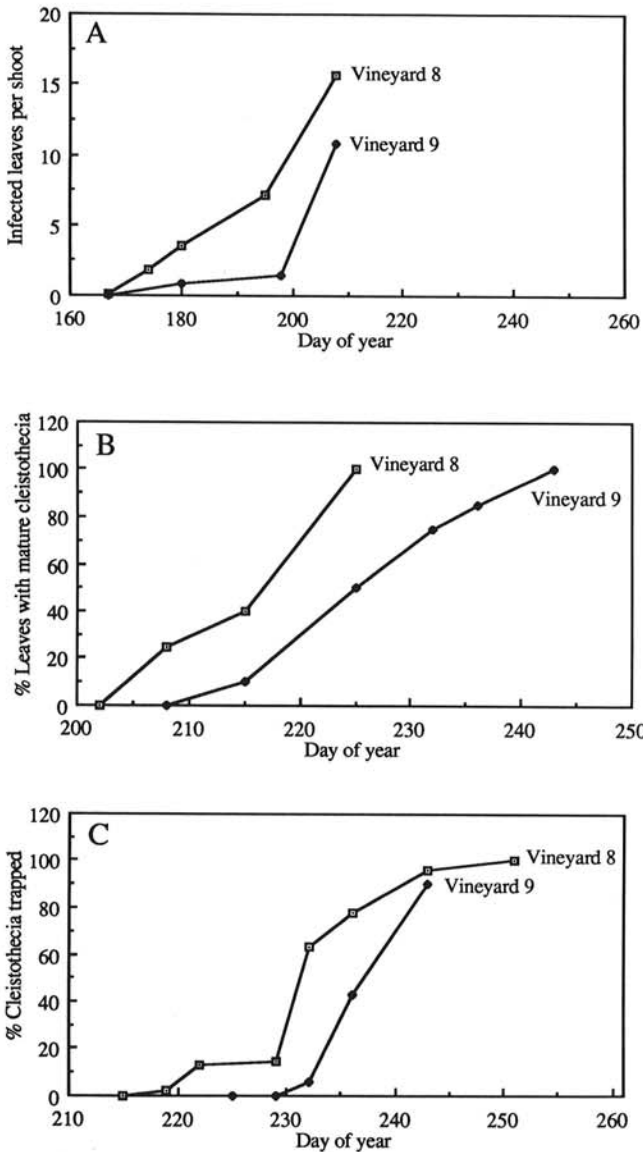 A
Infected leaves per shoot
20
15
10
5
0
Vineyard 8
Vineyard 9
160 180 200 220 240 260
Day of year
B
% Leaves with mature cleistothecia
120
100
80
60
40
20
0
Vineyard 8
Vineyard 9
200 210 220 230 240 250
Day of year
C
% Cleistothecia trapped
120
100
80
60
40
20
0
Vineyard 8
Vineyard 9
210 220 230 240 250 260
Day of year